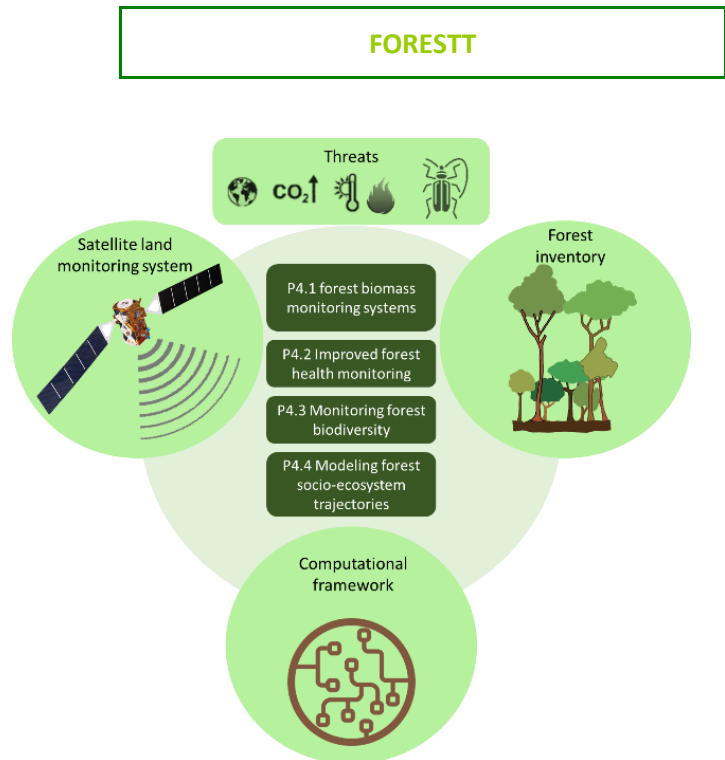 FORESTT
Threats
CO₂↑
Satellite land
monitoring system
Forest
inventory
P4.1 forest biomass
monitoring systems
P4.2 Improved forest
health monitoring
P4.3 Monitoring forest
biodiversity
P4.4 Modeling forest
socio-ecosystem
trajectories
Computational
framework